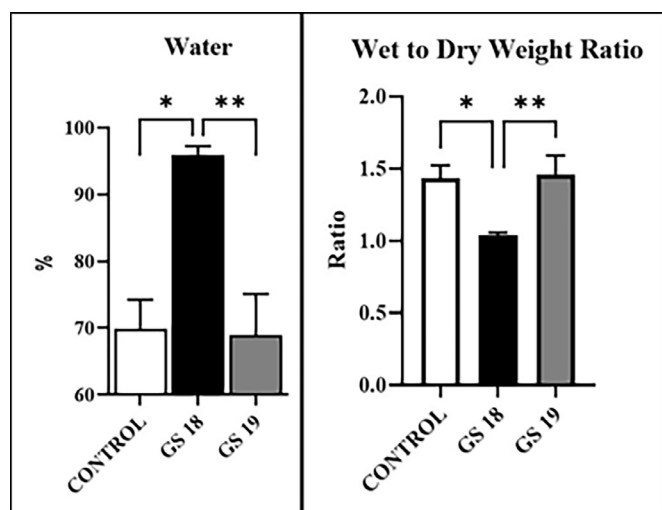 Water
* **
100
90
80
70
60
%
CONTROL
GS 18
GS 19
Wet to Dry Weight Ratio
* **
2.0
1.5
1.0
0.5
0.0
Ratio
CONTROL
GS 18
GS 19